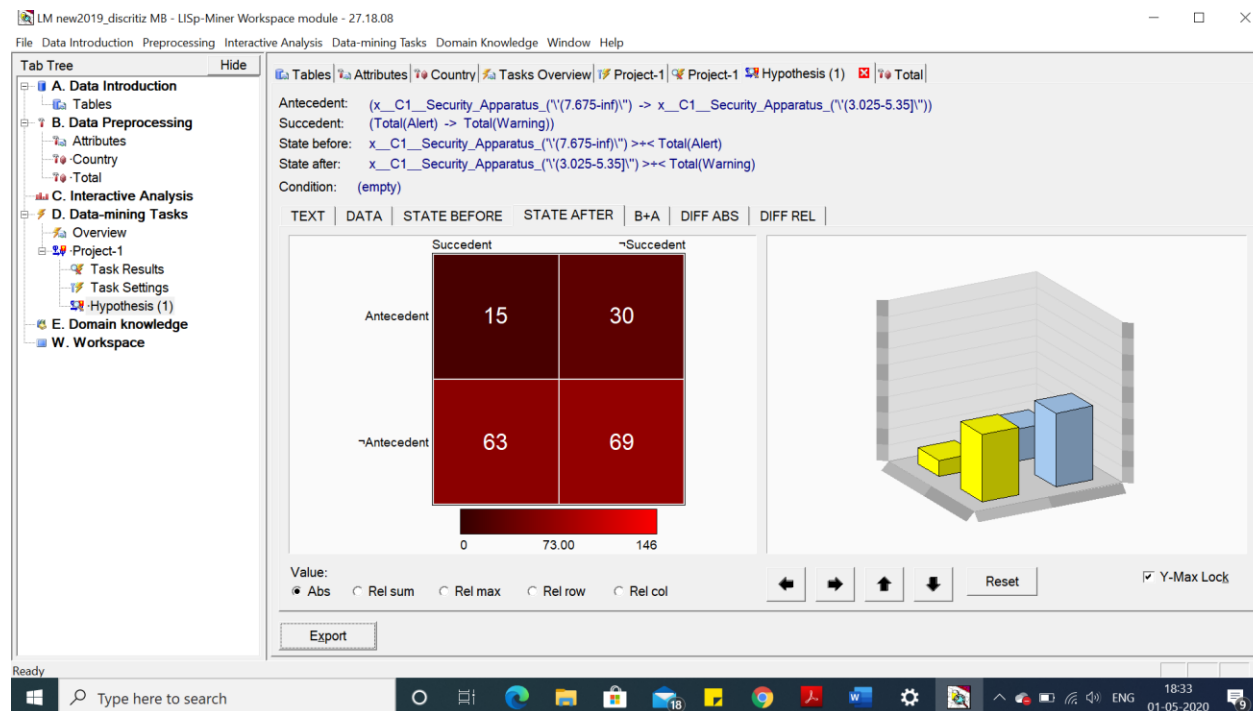 LM new2019_discritiz MB - LISp-Miner Workspace module - 27.18.08
File Data Introduction Preprocessing Interactive Analysis Data-mining Tasks Domain Knowledge Window Help
Tab Tree Hide
A. Data Introduction
Tables
B. Data Preprocessing
Attributes
·Country
·Total
C. Interactive Analysis
D. Data-mining Tasks
Overview
·Project-1
Task Results
Task Settings
·Hypothesis (1)
E. Domain knowledge
W. Workspace
Tables Attributes Country Tasks Overview Project-1 Project-1 Hypothesis (1) Total
Antecedent: (x__C1__Security_Apparatus_('\'(7.675-inf)\'') -> x__C1__Security_Apparatus_('\'(3.025-5.35]\''))
Succedent: (Total(Alert) -> Total(Warning))
State before: x__C1__Security_Apparatus_('\'(7.675-inf)\'') >÷< Total(Alert)
State after: x__C1__Security_Apparatus_('\'(3.025-5.35]\'') >÷< Total(Warning)
Condition: (empty)
TEXT DATA STATE BEFORE STATE AFTER B+A DIFF ABS DIFF REL
Succedent ¬Succedent
Antecedent 15 30
¬Antecedent 63 69
0 73.00 146
Value:
Abs Rel sum Rel max Rel row Rel col
Reset
Y-Max Lock
Export
Ready
Type here to search
18
ENG
18:33
01-05-2020
9